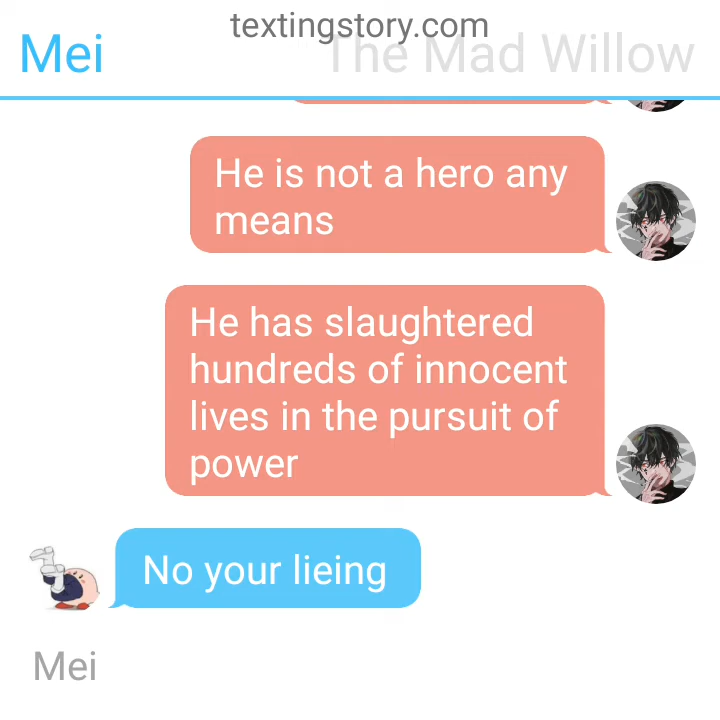 textingstory.com
Mei
The Mad Willow
He is not a hero any
means
He has slaughtered
hundreds of innocent
lives in the pursuit of
power
No your lieing
Mei